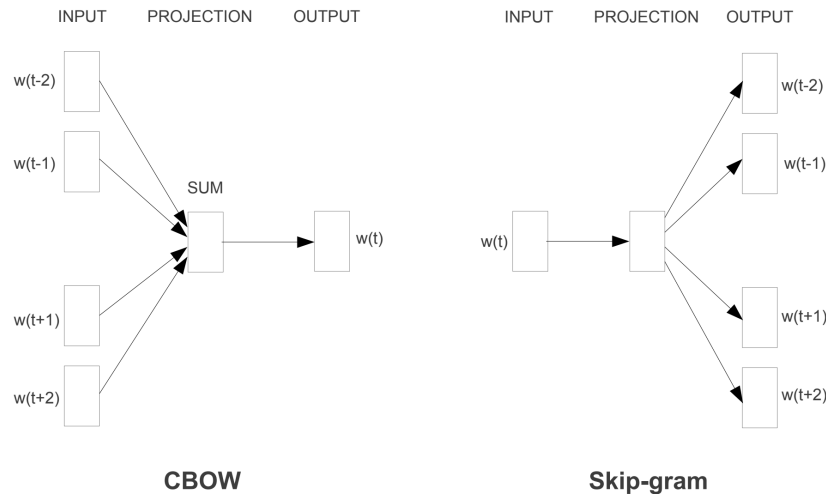 INPUT PROJECTION OUTPUT
w(t-2)
w(t-1)
SUM
w(t)
w(t+1)
w(t+2)
CBOW
INPUT PROJECTION OUTPUT
w(t-2)
w(t-1)
w(t)
w(t+1)
w(t+2)
Skip-gram